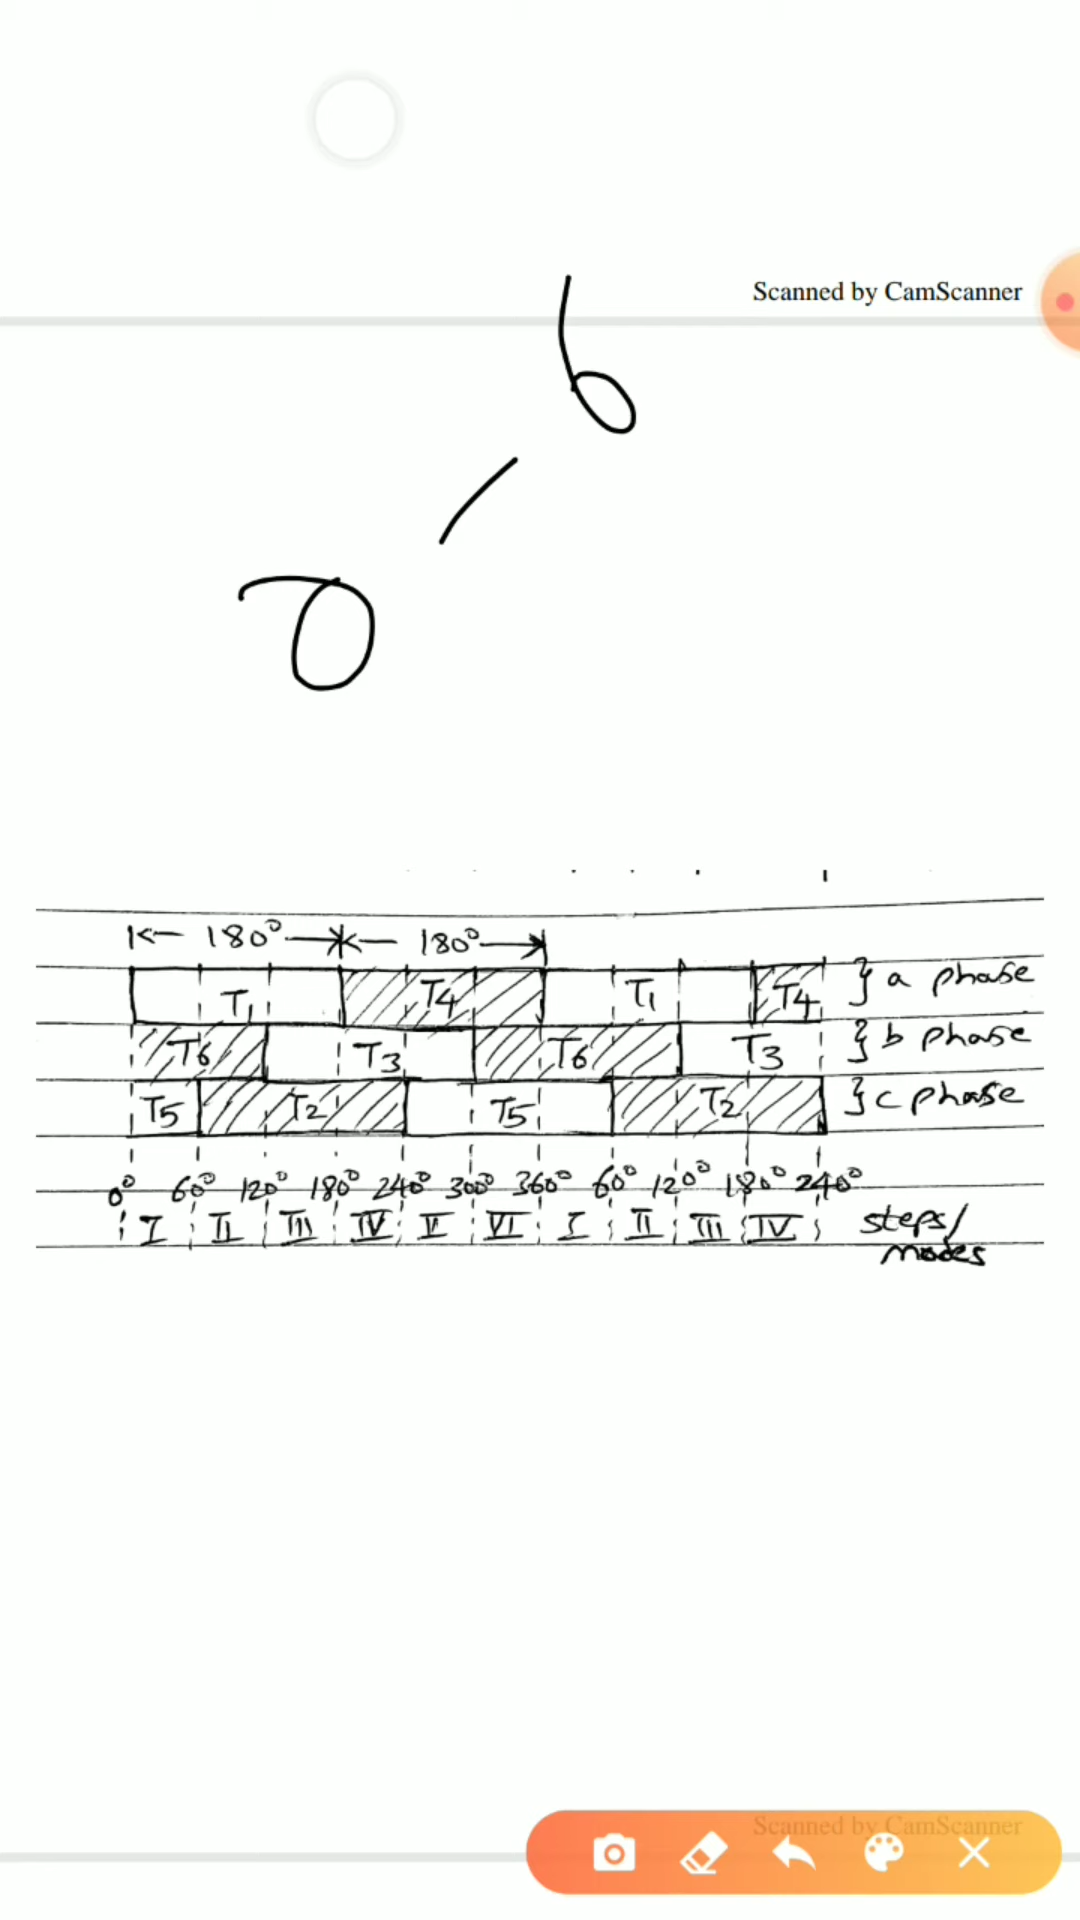 Scanned by CamScanner
6
180° 180°
T1 T4 T1 T4 } a phase
T6 T3 T6 T3 } b phase
T5 T2 T5 T2 } c phase
0° 60° 120° 180° 240° 300° 360° 60° 120° 180° 240°
I II III IV V VI I II III IV steps/
modes
Scanned by CamScanner